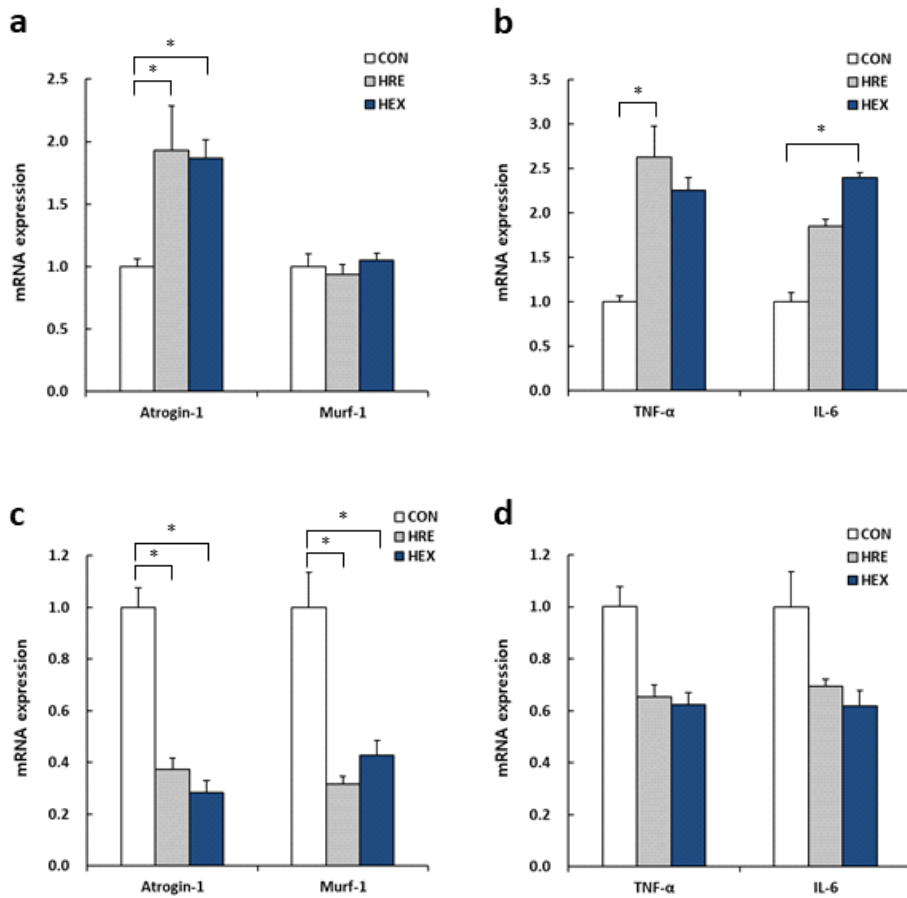 a
*
*
CON
HRE
HEX
2.5
2.0
1.5
1.0
0.5
0.0
mRNA expression
Atrogin-1 Murf-1
b
*
*
CON
HRE
HEX
3.5
3.0
2.5
2.0
1.5
1.0
0.5
0.0
mRNA expression
TNF-α IL-6
c
*
*
*
*
CON
HRE
HEX
1.2
1.0
0.8
0.6
0.4
0.2
0.0
mRNA expression
Atrogin-1 Murf-1
d
CON
HRE
HEX
1.2
1.0
0.8
0.6
0.4
0.2
0.0
mRNA expression
TNF-α IL-6